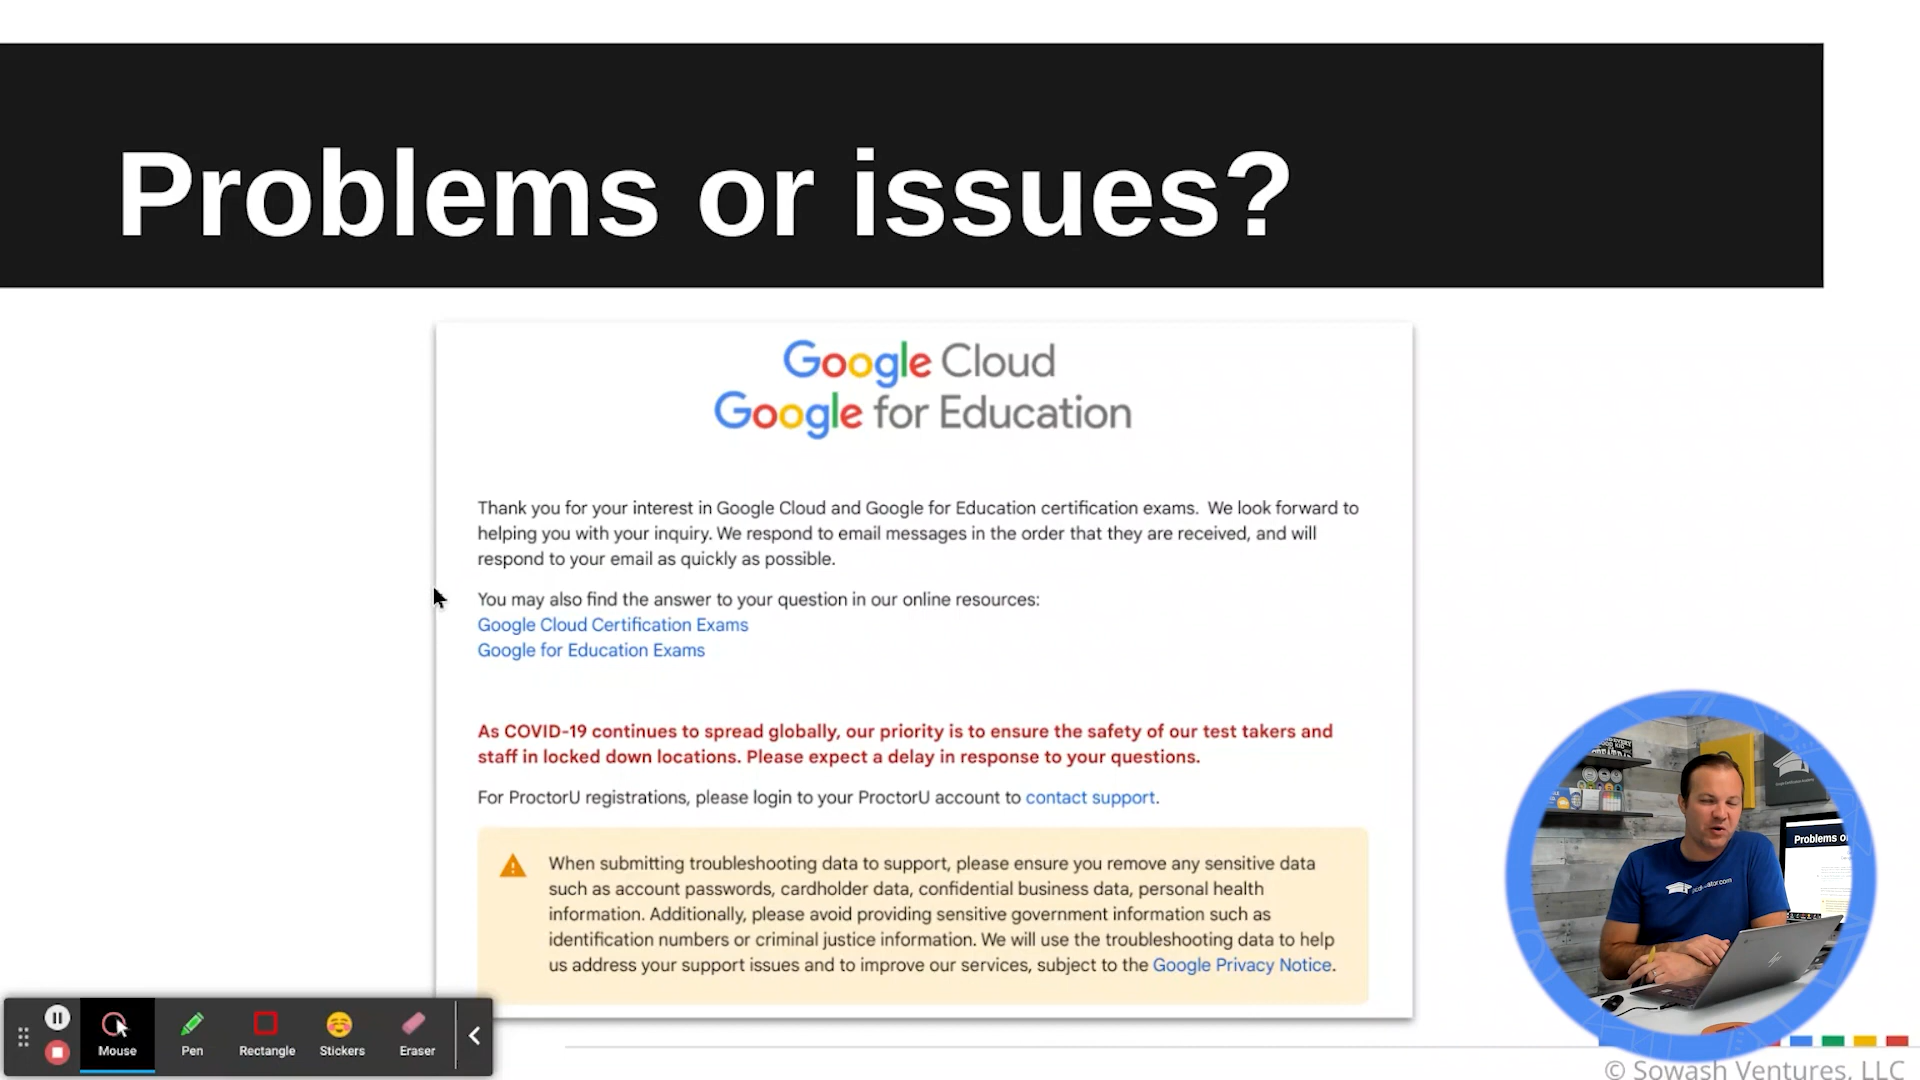 Problems or issues?
Google Cloud
Google for Education
Thank you for your interest in Google Cloud and Google for Education certification exams. We look forward to
helping you with your inquiry. We respond to email messages in the order that they are received, and will
respond to your email as quickly as possible.
You may also find the answer to your question in our online resources:
Google Cloud Certification Exams
Google for Education Exams
As COVID-19 continues to spread globally, our priority is to ensure the safety of our test takers and
staff in locked down locations. Please expect a delay in response to your questions.
For ProctorU registrations, please login to your ProctorU account to contact support.
When submitting troubleshooting data to support, please ensure you remove any sensitive data
such as account passwords, cardholder data, confidential business data, personal health
information. Additionally, please avoid providing sensitive government information such as
identification numbers or criminal justice information. We will use the troubleshooting data to help
us address your support issues and to improve our services, subject to the Google Privacy Notice.
Problems o
hp
Mouse
Pen
Rectangle
Stickers
Eraser
© Sowash Ventures, LLC